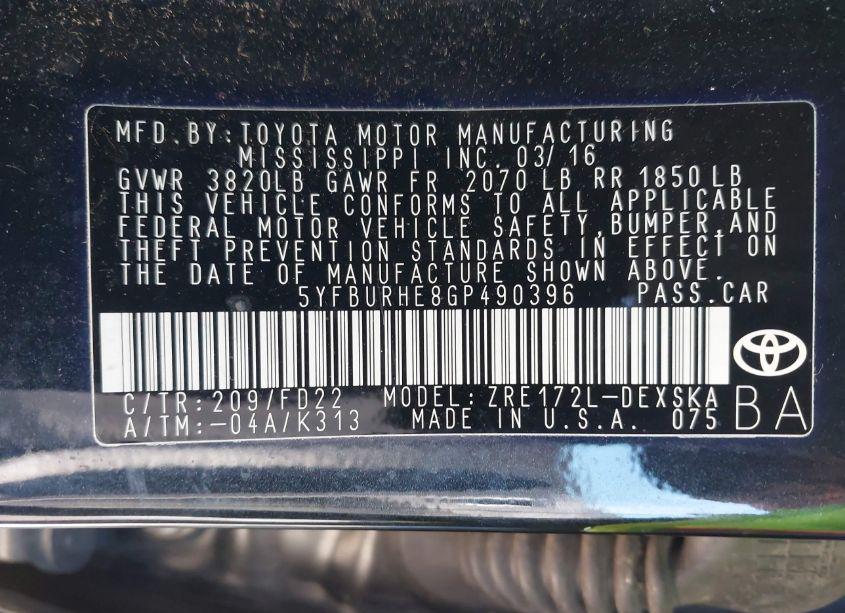 MFD.BY:TOYOTA MOTOR MANUFACTURING
MISSISSIPPI INC. 03/16
GVWR 3820LB GAWR FR 2070 LB RR 1850 LB
THIS VEHICLE CONFORMS TO ALL APPLICABLE
FEDERAL MOTOR VEHICLE SAFETY,BUMPER,AND
THEFT PREVENTION STANDARDS IN EFFECT ON
THE DATE OF MANUFACTURE SHOWN ABOVE.
5YFBURHE8GP490396 PASS.CAR
C/TR:209/FD22 MODEL:ZRE172L-DEXSKA
A/TM:-04A/K313 MADE IN U.S.A. 075 BA